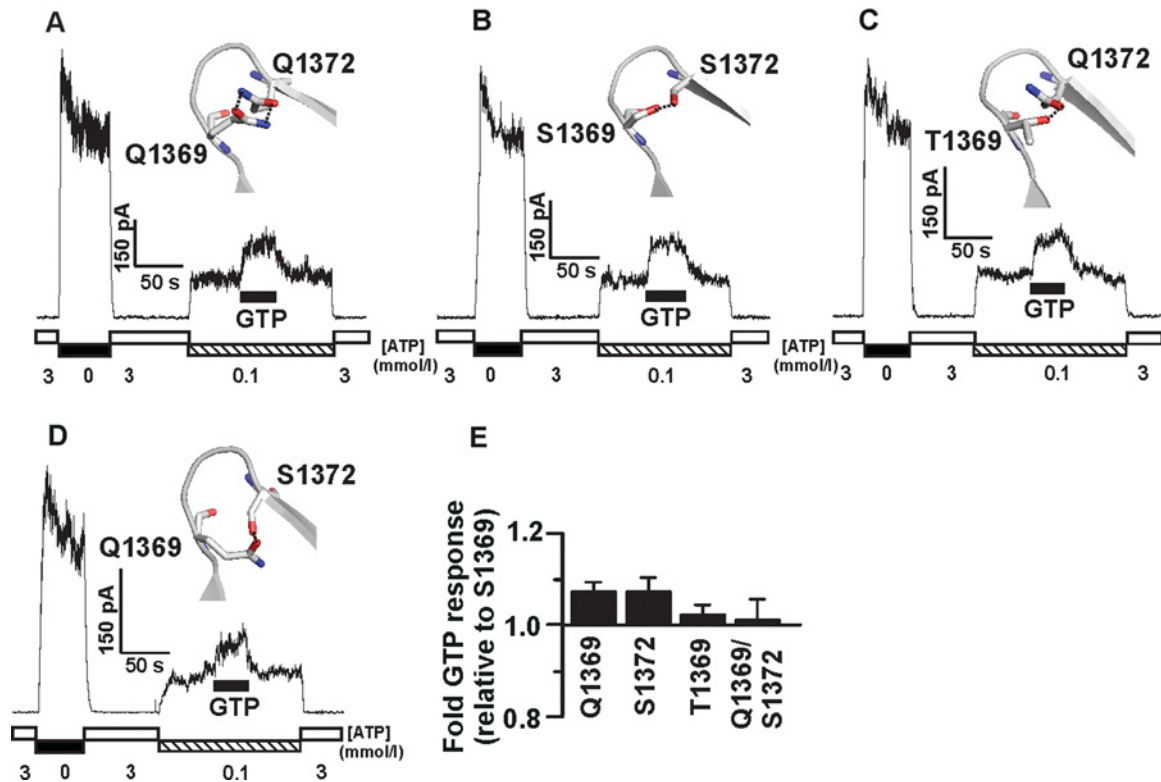 A
Q1372
Q1369
150 pA
50 s
GTP
3 0 3 0.1 3
[ATP]
(mmol/l)
B
S1372
S1369
150 pA
50 s
GTP
3 0 3 0.1 3
[ATP]
(mmol/l)
C
Q1372
T1369
150 pA
50 s
GTP
3 0 3 0.1 3
D
S1372
Q1369
150 pA
50 s
GTP
[ATP]
(mmol/l)
3 0 3 0.1 3
E
Fold GTP response
(relative to S1369)
1.2
1.0
0.8
Q1369
S1372
T1369
Q1369/
S1372